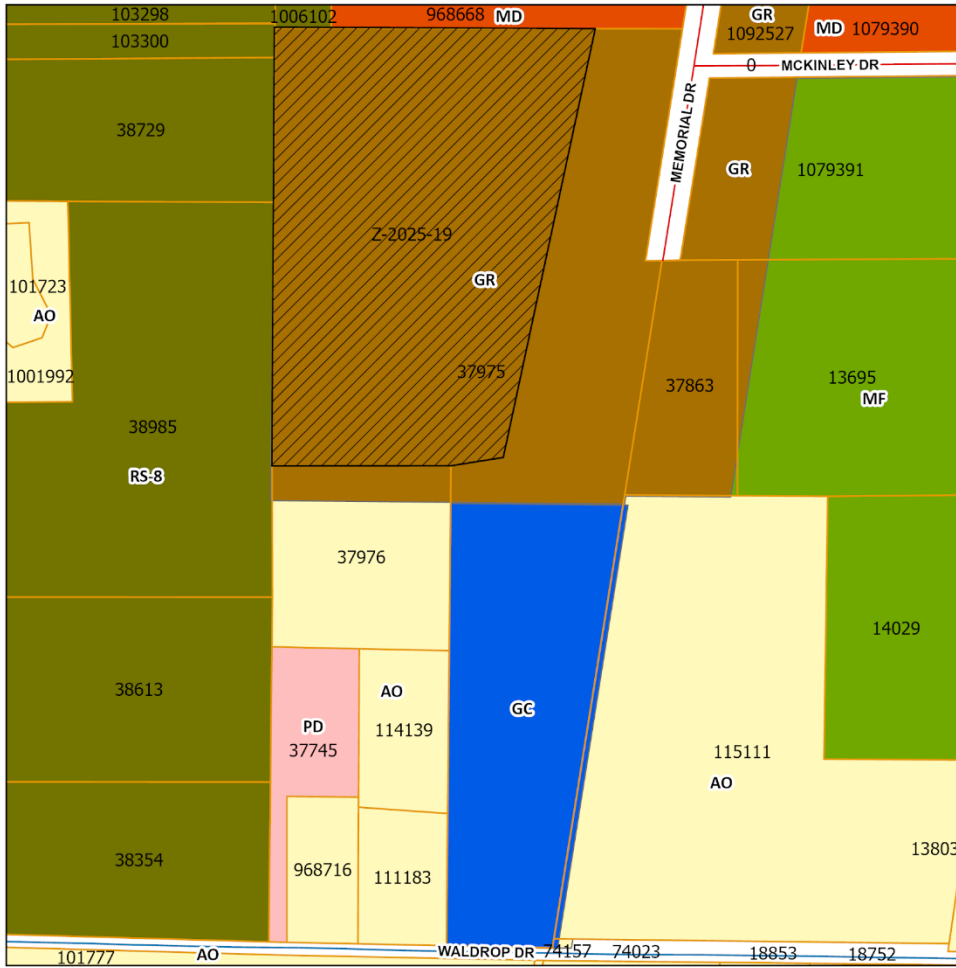 103298
1006102
968668
MD
GR
1092527
MD
1079390
103300
0
MCKINLEY DR
38729
MEMORIAL DR
GR
1079391
Z-2025-19
GR
101723
AO
1001992
37975
37863
13695
MF
38985
RS-8
37976
14029
38613
AO
114139
PD
37745
GC
115111
AO
38354
968716
111183
13803
101777
AO
WALDROP DR
74157
74023
18853
18752